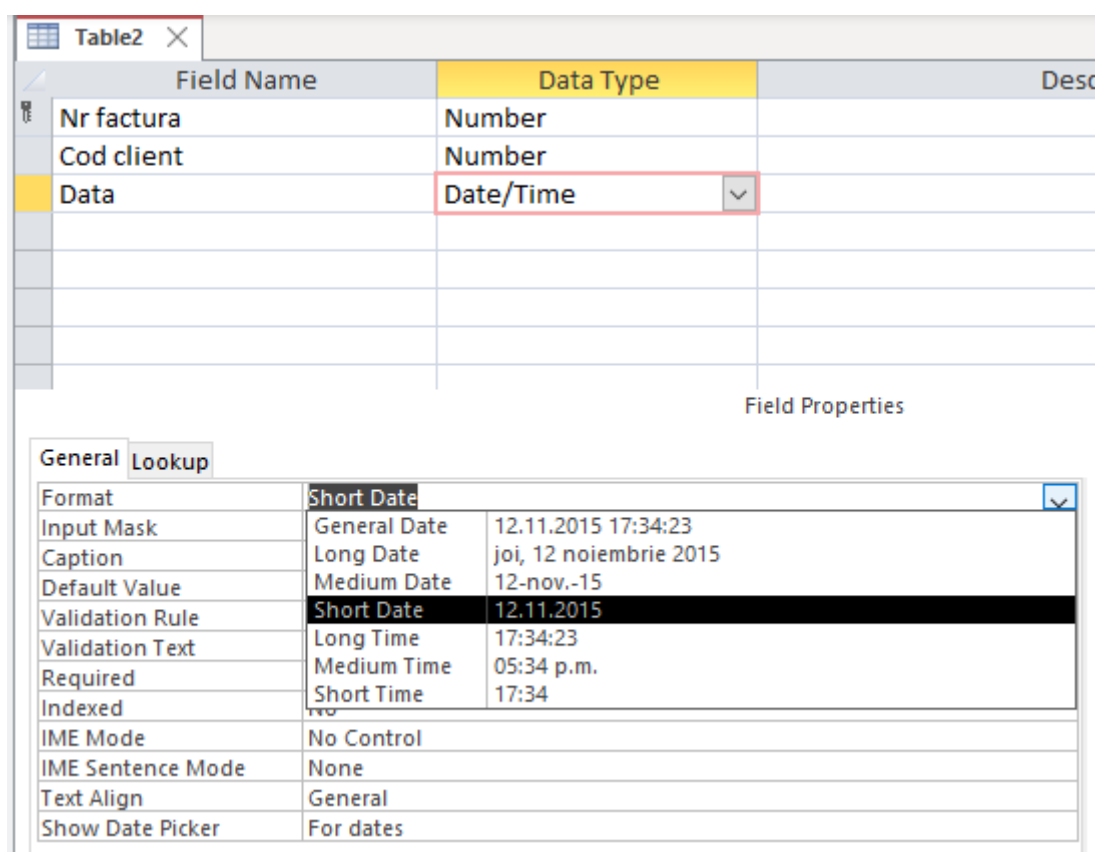 Table2
Field Name Data Type Desc
Nr factura Number
Cod client Number
Data Date/Time
Field Properties
General Lookup
Format Short Date
Input Mask General Date 12.11.2015 17:34:23
Caption Long Date joi, 12 noiembrie 2015
Default Value Medium Date 12-nov.-15
Validation Rule Short Date 12.11.2015
Validation Text Long Time 17:34:23
Required Medium Time 05:34 p.m.
Indexed Short Time 17:34
IME Mode No Control
IME Sentence Mode None
Text Align General
Show Date Picker For dates